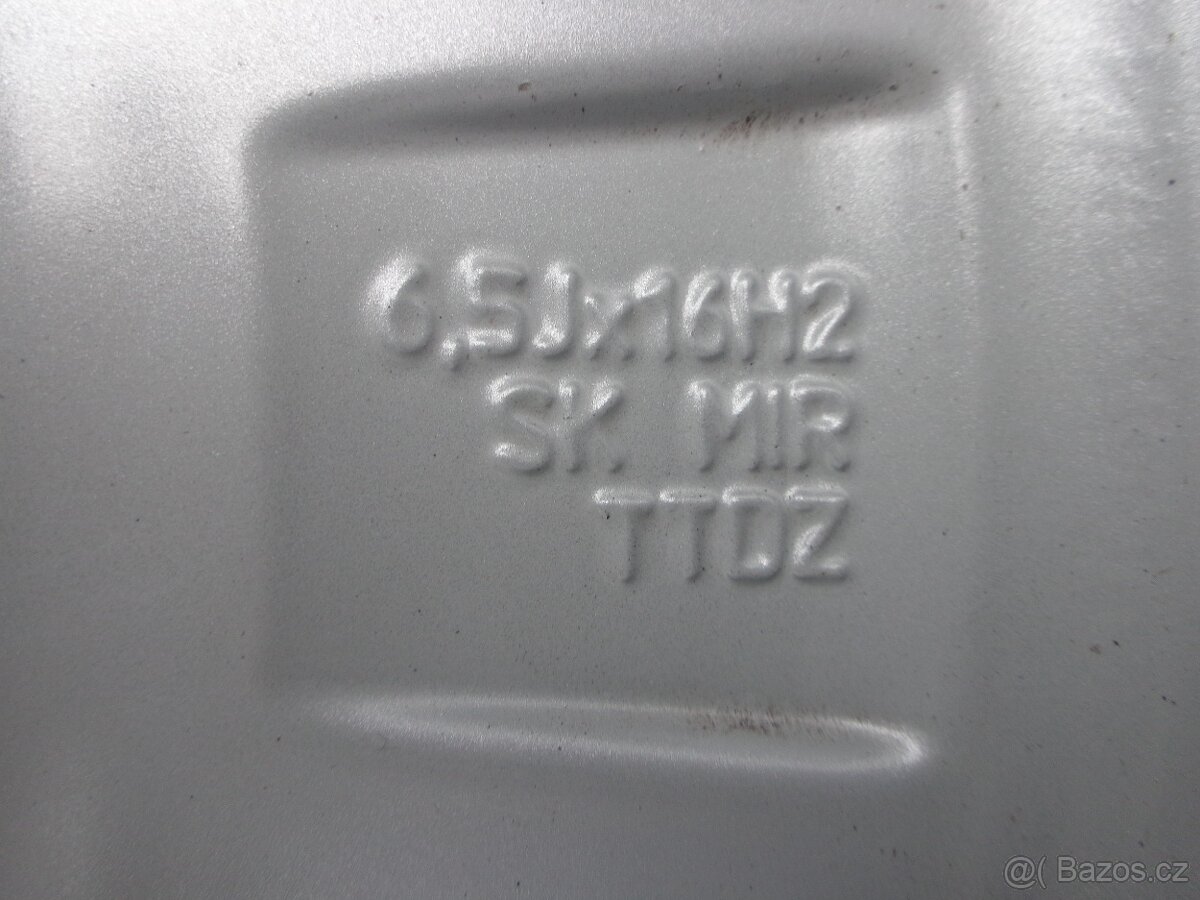 6,5Jx16H2
SK. MIR
TTDZ
@( Bazos.cz